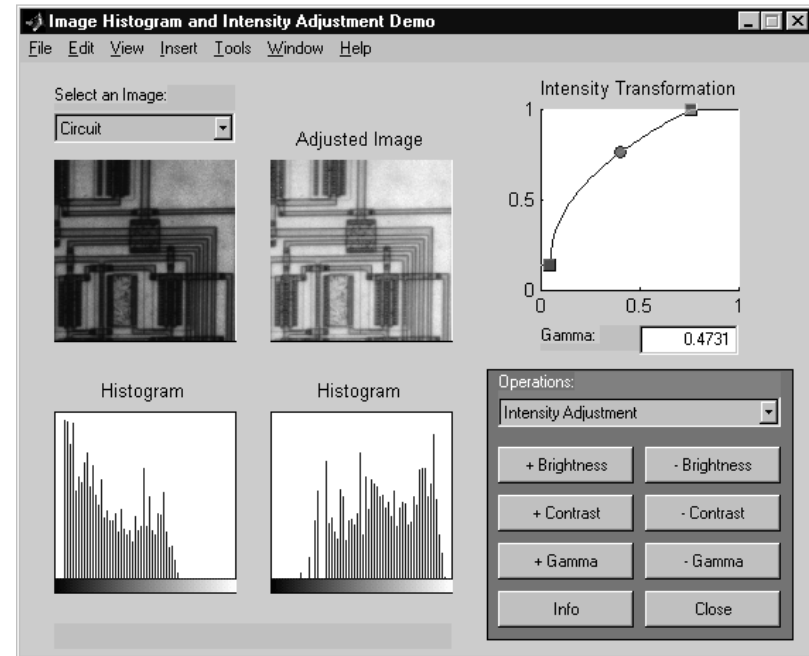 Image Histogram and Intensity Adjustment Demo
File Edit View Insert Tools Window Help
Select an Image:
Circuit
Adjusted Image
Intensity Transformation
1
0.5
0
0 0.5 1
Gamma: 0.4731
Histogram
Histogram
Operations:
Intensity Adjustment
+ Brightness - Brightness
+ Contrast - Contrast
+ Gamma - Gamma
Info Close